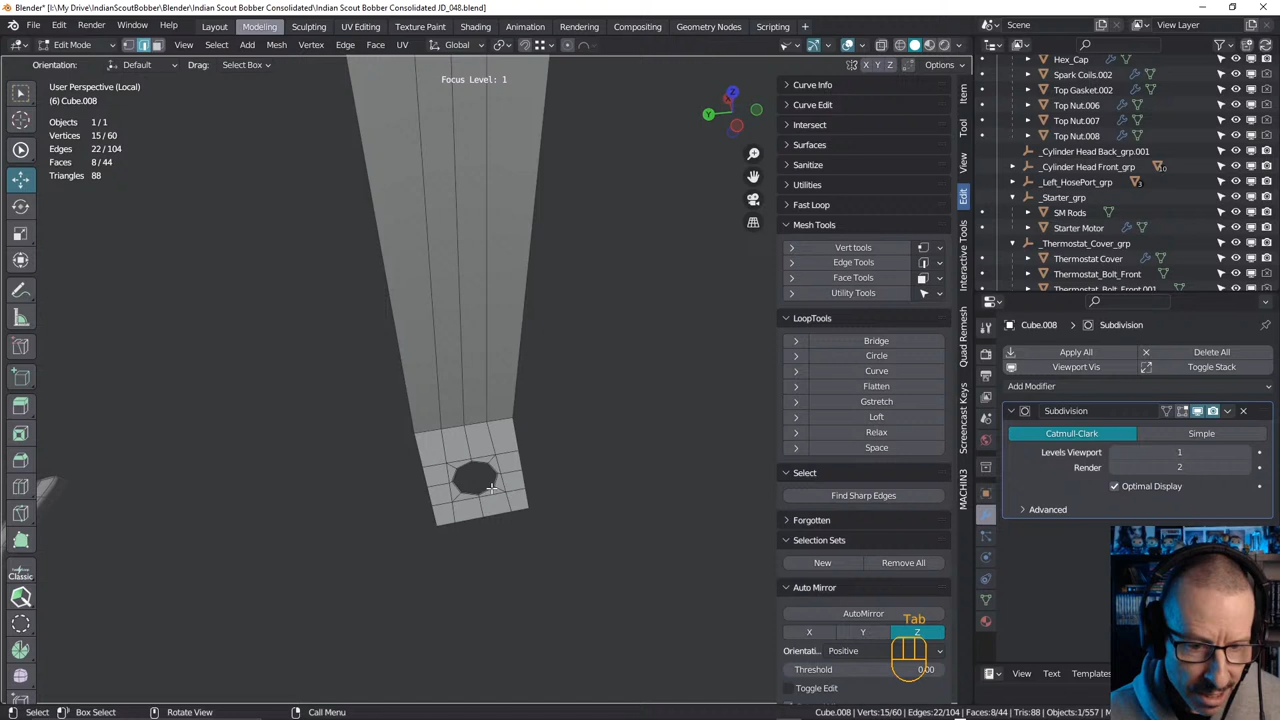 Blender* [I:\My Drive\IndianScoutBobber\Blender\Indian Scout Bobber Consolidated\Indian Scout Bobber Consolidated JD_048.blend]
File Edit Render Window Help Layout Modeling Sculpting UV Editing Texture Paint Shading Animation Rendering Compositing Geometry Nodes Scripting Scene View Layer
Edit Mode View Select Add Mesh Vertex Edge Face UV Global
Orientation: Default Drag: Select Box X Y Z Options
Focus Level: 1
User Perspective (Local)
(6) Cube.008
Objects 1/1
Vertices 15/60
Edges 22/104
Faces 8/44
Triangles 88
Z
Y
Classic
Curve Info
Curve Edit
Intersect
Surfaces
Sanitize
Utilities
Fast Loop
Mesh Tools
Vert tools
Edge Tools
Face Tools
Utility Tools
LoopTools
Bridge
Circle
Curve
Flatten
Gstretch
Loft
Relax
Space
Select
Find Sharp Edges
Forgotten
Selection Sets
New Remove All
Auto Mirror
AutoMirror
X Y Z
Orientati.. Positive
Threshold 0.00
Toggle Edit
Tab
Item
Tool
View
Edit
Interactive Tools
Quad Remesh
Screencast Keys
MACHIN3
Hex_Cap
Spark Coils.002
Top Gasket.002
Top Nut.006
Top Nut.007
Top Nut.008
_Cylinder Head Back_grp.001
_Cylinder Head Front_grp 10
_Left_HosePort_grp 3
_Starter_grp
SM Rods
Starter Motor
_Thermostat_Cover_grp
Thermostat Cover
Thermostat_Bolt_Front
Thermostat_Bolt_Front.001
Cube.008 Subdivision
Apply All Delete All
Viewport Vis Toggle Stack
Add Modifier
Subdivision
Catmull-Clark Simple
Levels Viewport 1
Render 2
Optimal Display
Advanced
View Text Templates
Select Box Select Rotate View Call Menu
Cube.008 | Verts:15/60 | Edges:22/104 | Faces:8/44 | Tris:88 | Objects:1/557